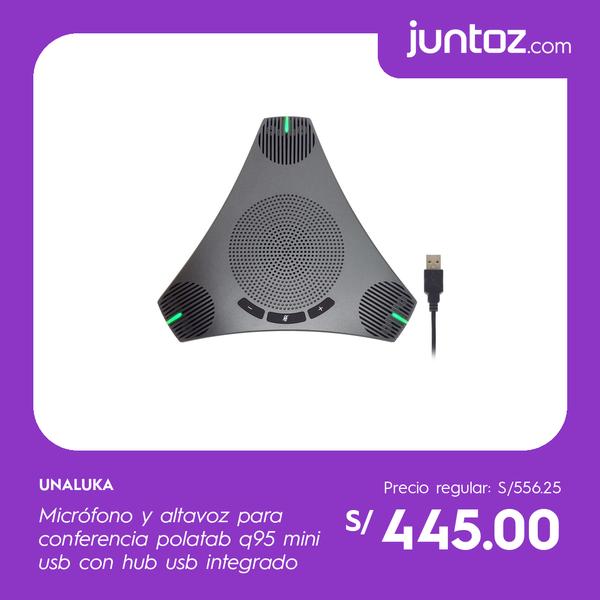 juntoz.com
UNALUKA
Micrófono y altavoz para
conferencia polatab q95 mini
usb con hub usb integrado
Precio regular: S/556.25
S/ 445.00